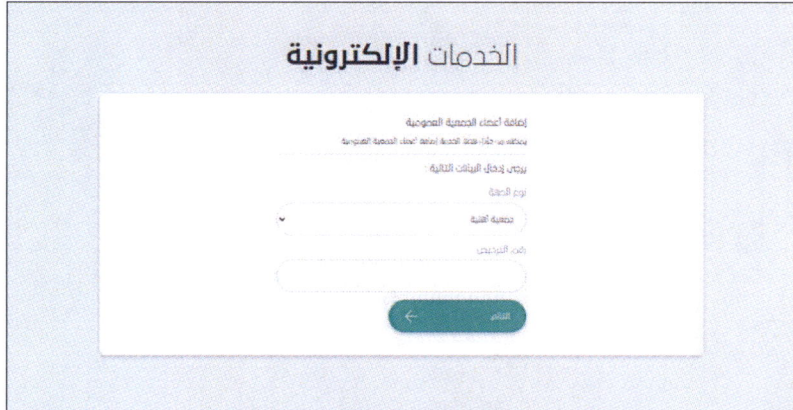 الخدمات الإلكترونية
إضافة أعضاء الجمعية العمومية
يمكنك من خلال هذه الخدمة إضافة أعضاء الجمعية العمومية
يرجى إدخال البيانات التالية
نوع الجهة
جمعية أهلية
رقم الترخيص
التالي